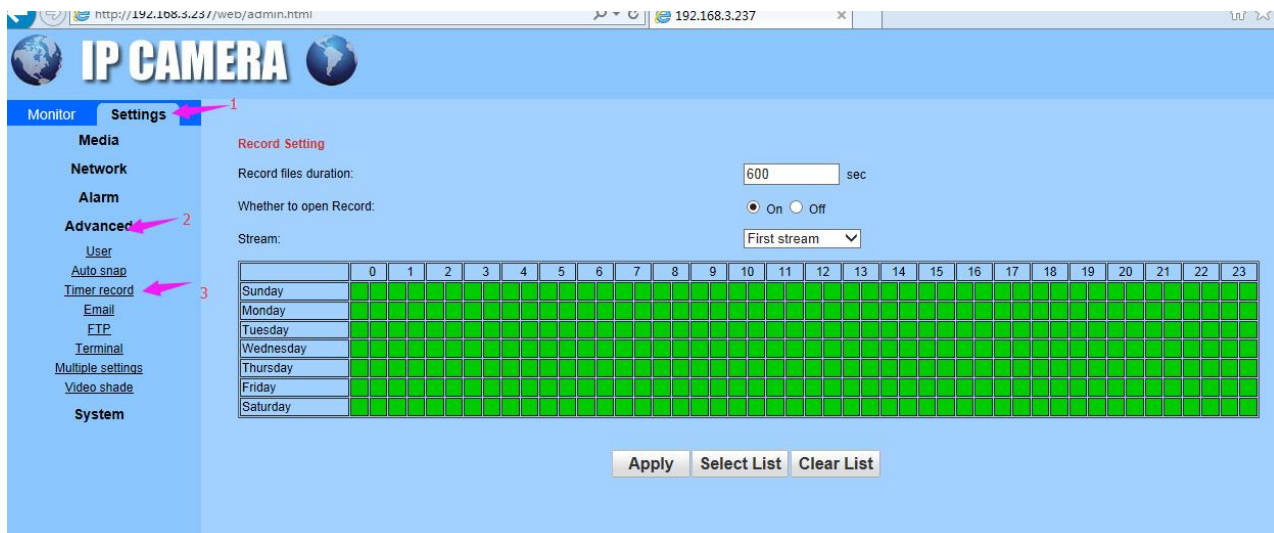 http://192.168.3.237/web/admin.html 192.168.3.237
IP CAMERA
Monitor Settings 1
Media
Network
Alarm
Advanced 2
User
Auto snap
Timer record 3
Email
FTP
Terminal
Multiple settings
Video shade
System
Record Setting
Record files duration: 600 sec
Whether to open Record: On Off
Stream: First stream
0 1 2 3 4 5 6 7 8 9 10 11 12 13 14 15 16 17 18 19 20 21 22 23
Sunday
Monday
Tuesday
Wednesday
Thursday
Friday
Saturday
Apply Select List Clear List